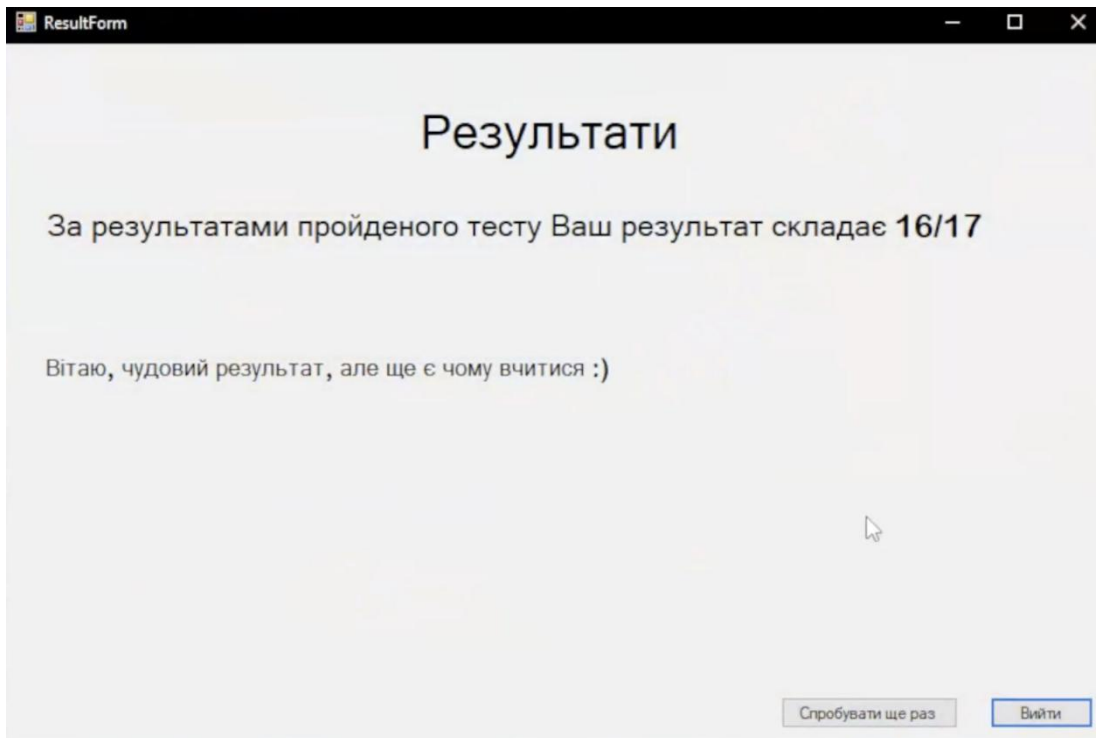 ResultForm
Результати
За результатами пройденого тесту Ваш результат складає 16/17
Вітаю, чудовий результат, але ще є чому вчитися :)
Спробувати ще раз
Вийти